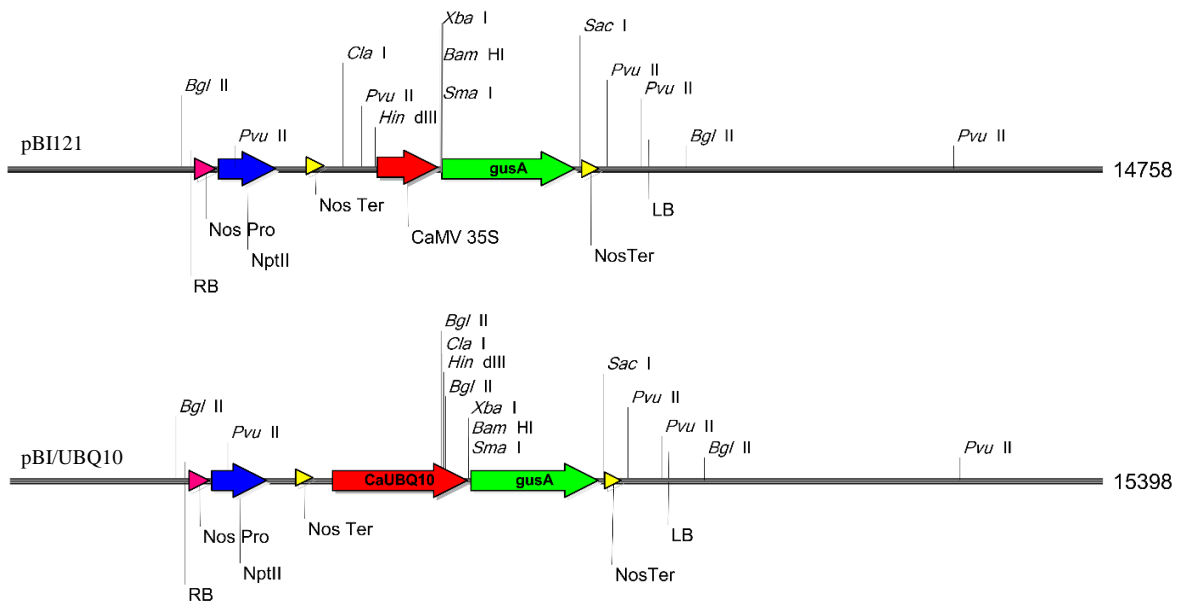 Xba I
Sac I
Cla I
Bam HI
Pvu II
Bgl II
Sma I
Pvu II
Pvu II
Hin dIII
pBI121
Pvu II
Bgl II
Pvu II
gusA
14758
Nos Ter
LB
Nos Pro
CaMV 35S
NosTer
NptII
RB
Bgl II
Cla I
Hin dIII
Sac I
Bgl II
Bgl II
Xba I
Pvu II
Pvu II
Bam HI
Pvu II
pBI/UBQ10
Sma I
Bgl II
Pvu II
CaUBQ10
gusA
15398
Nos Pro
Nos Ter
LB
NptII
NosTer
RB